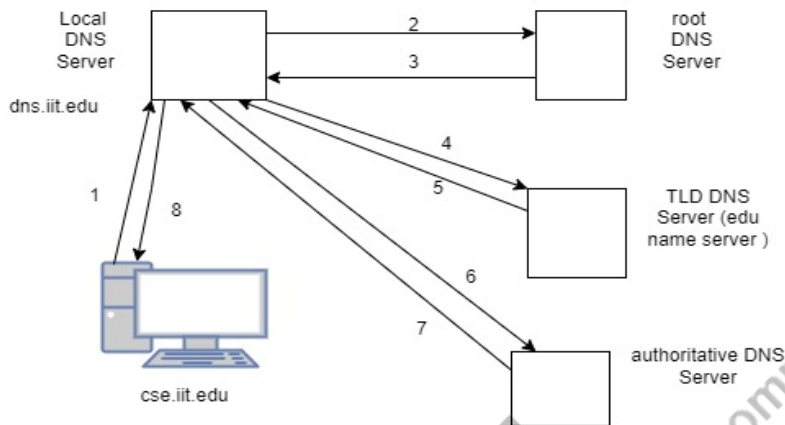 Local
DNS
Server
2
root
DNS
Server
3
dns.iit.edu
4
1
5
TLD DNS
Server (edu
name server )
8
6
7
authoritative DNS
Server
cse.iit.edu